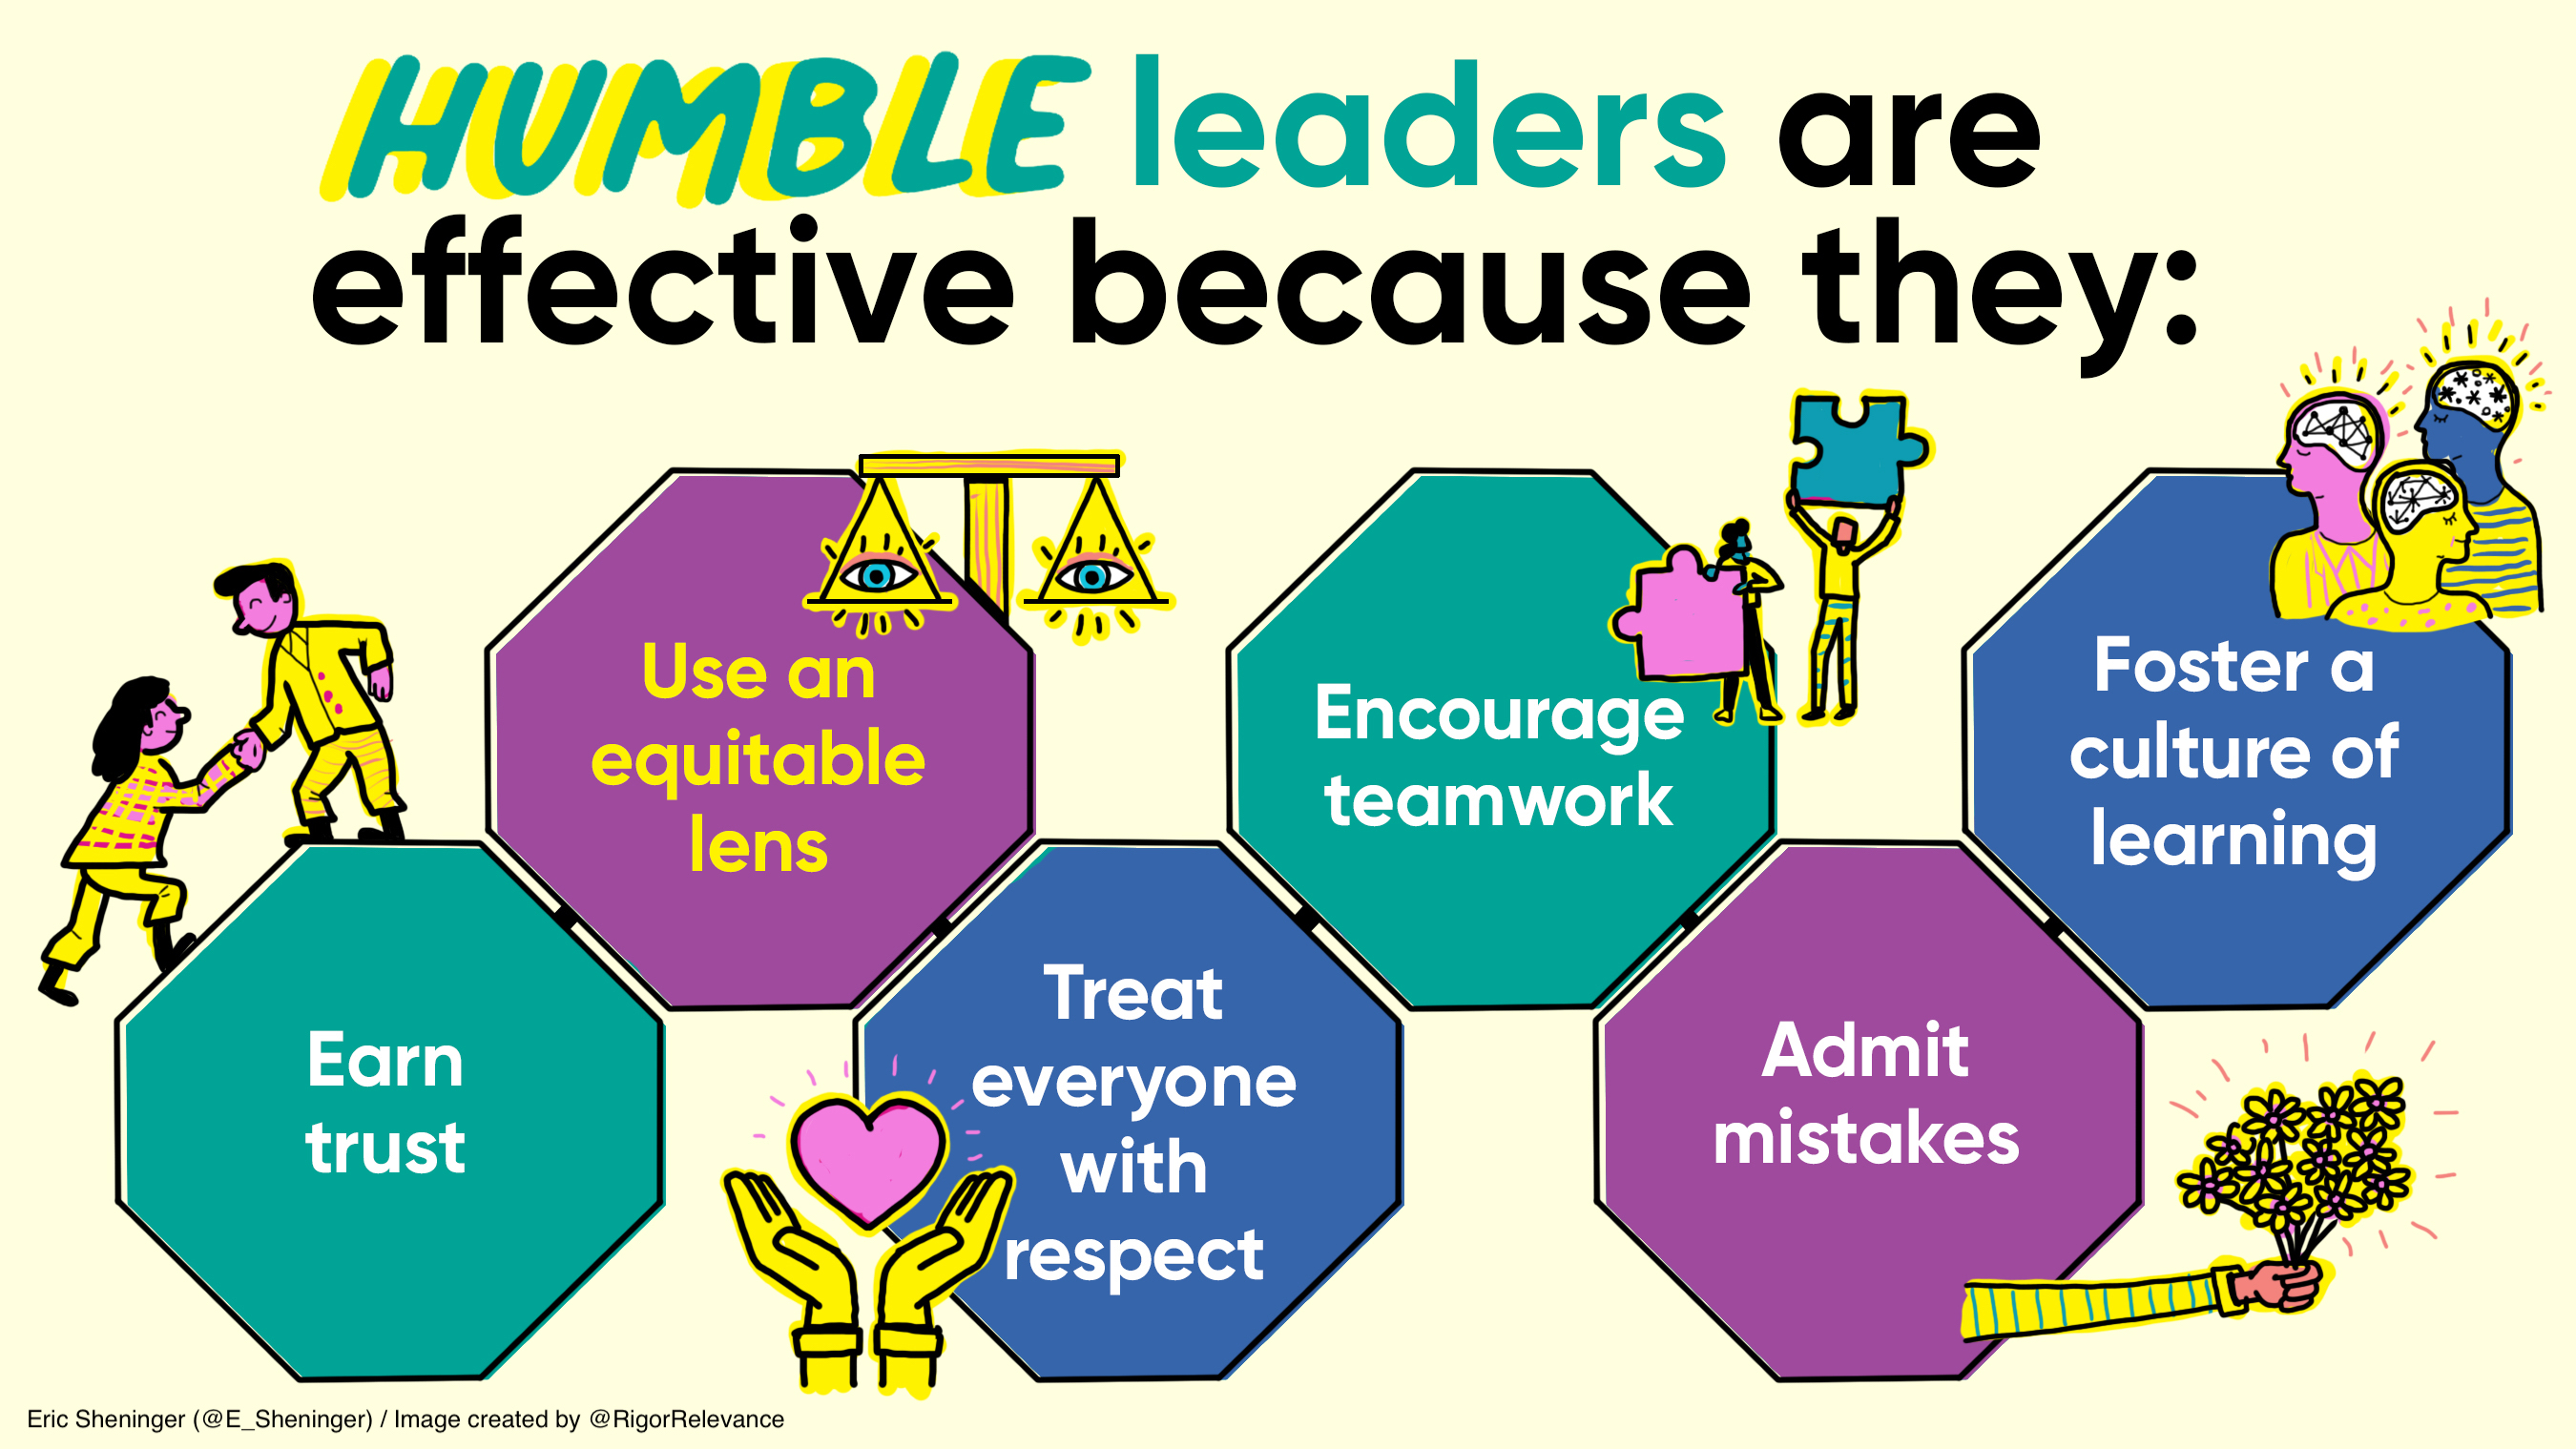 HUMBLE leaders are
effective because they:
Earn
trust
Use an
equitable
lens
Treat
everyone
with
respect
Encourage
teamwork
Admit
mistakes
Foster a
culture of
learning
Eric Sheninger (@E_Sheninger) / Image created by @RigorRelevance